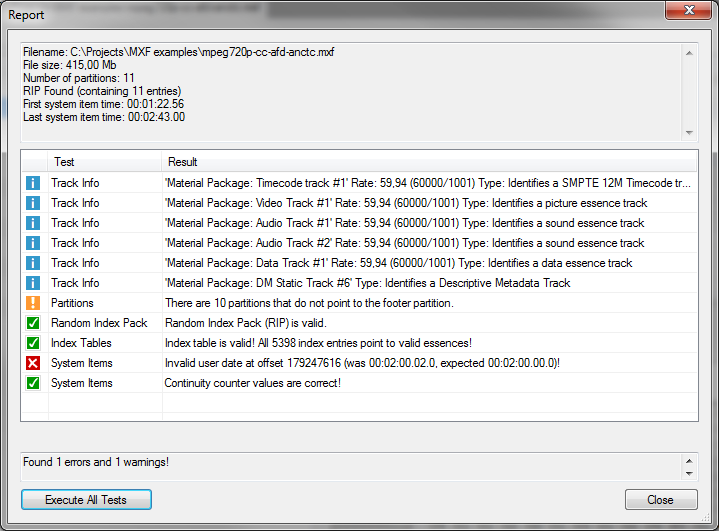 Report
Filename: C:\Projects\MXF examples\mpeg720p-cc-afd-anctc.mxf
File size: 415,00 Mb
Number of partitions: 11
RIP Found (containing 11 entries)
First system item time: 00:01:22.56
Last system item time: 00:02:43.00
Test Result
Track Info 'Material Package: Timecode track #1' Rate: 59,94 (60000/1001) Type: Identifies a SMPTE 12M Timecode tr...
Track Info 'Material Package: Video Track #1' Rate: 59,94 (60000/1001) Type: Identifies a picture essence track
Track Info 'Material Package: Audio Track #1' Rate: 59,94 (60000/1001) Type: Identifies a sound essence track
Track Info 'Material Package: Audio Track #2' Rate: 59,94 (60000/1001) Type: Identifies a sound essence track
Track Info 'Material Package: Data Track #1' Rate: 59,94 (60000/1001) Type: Identifies a data essence track
Track Info 'Material Package: DM Static Track #6' Type: Identifies a Descriptive Metadata Track
Partitions There are 10 partitions that do not point to the footer partition.
Random Index Pack Random Index Pack (RIP) is valid.
Index Tables Index table is valid! All 5398 index entries point to valid essences!
System Items Invalid user date at offset 179247616 (was 00:02:00.02.0, expected 00:02:00.00.0)!
System Items Continuity counter values are correct!
Found 1 errors and 1 warnings!
Execute All Tests Close